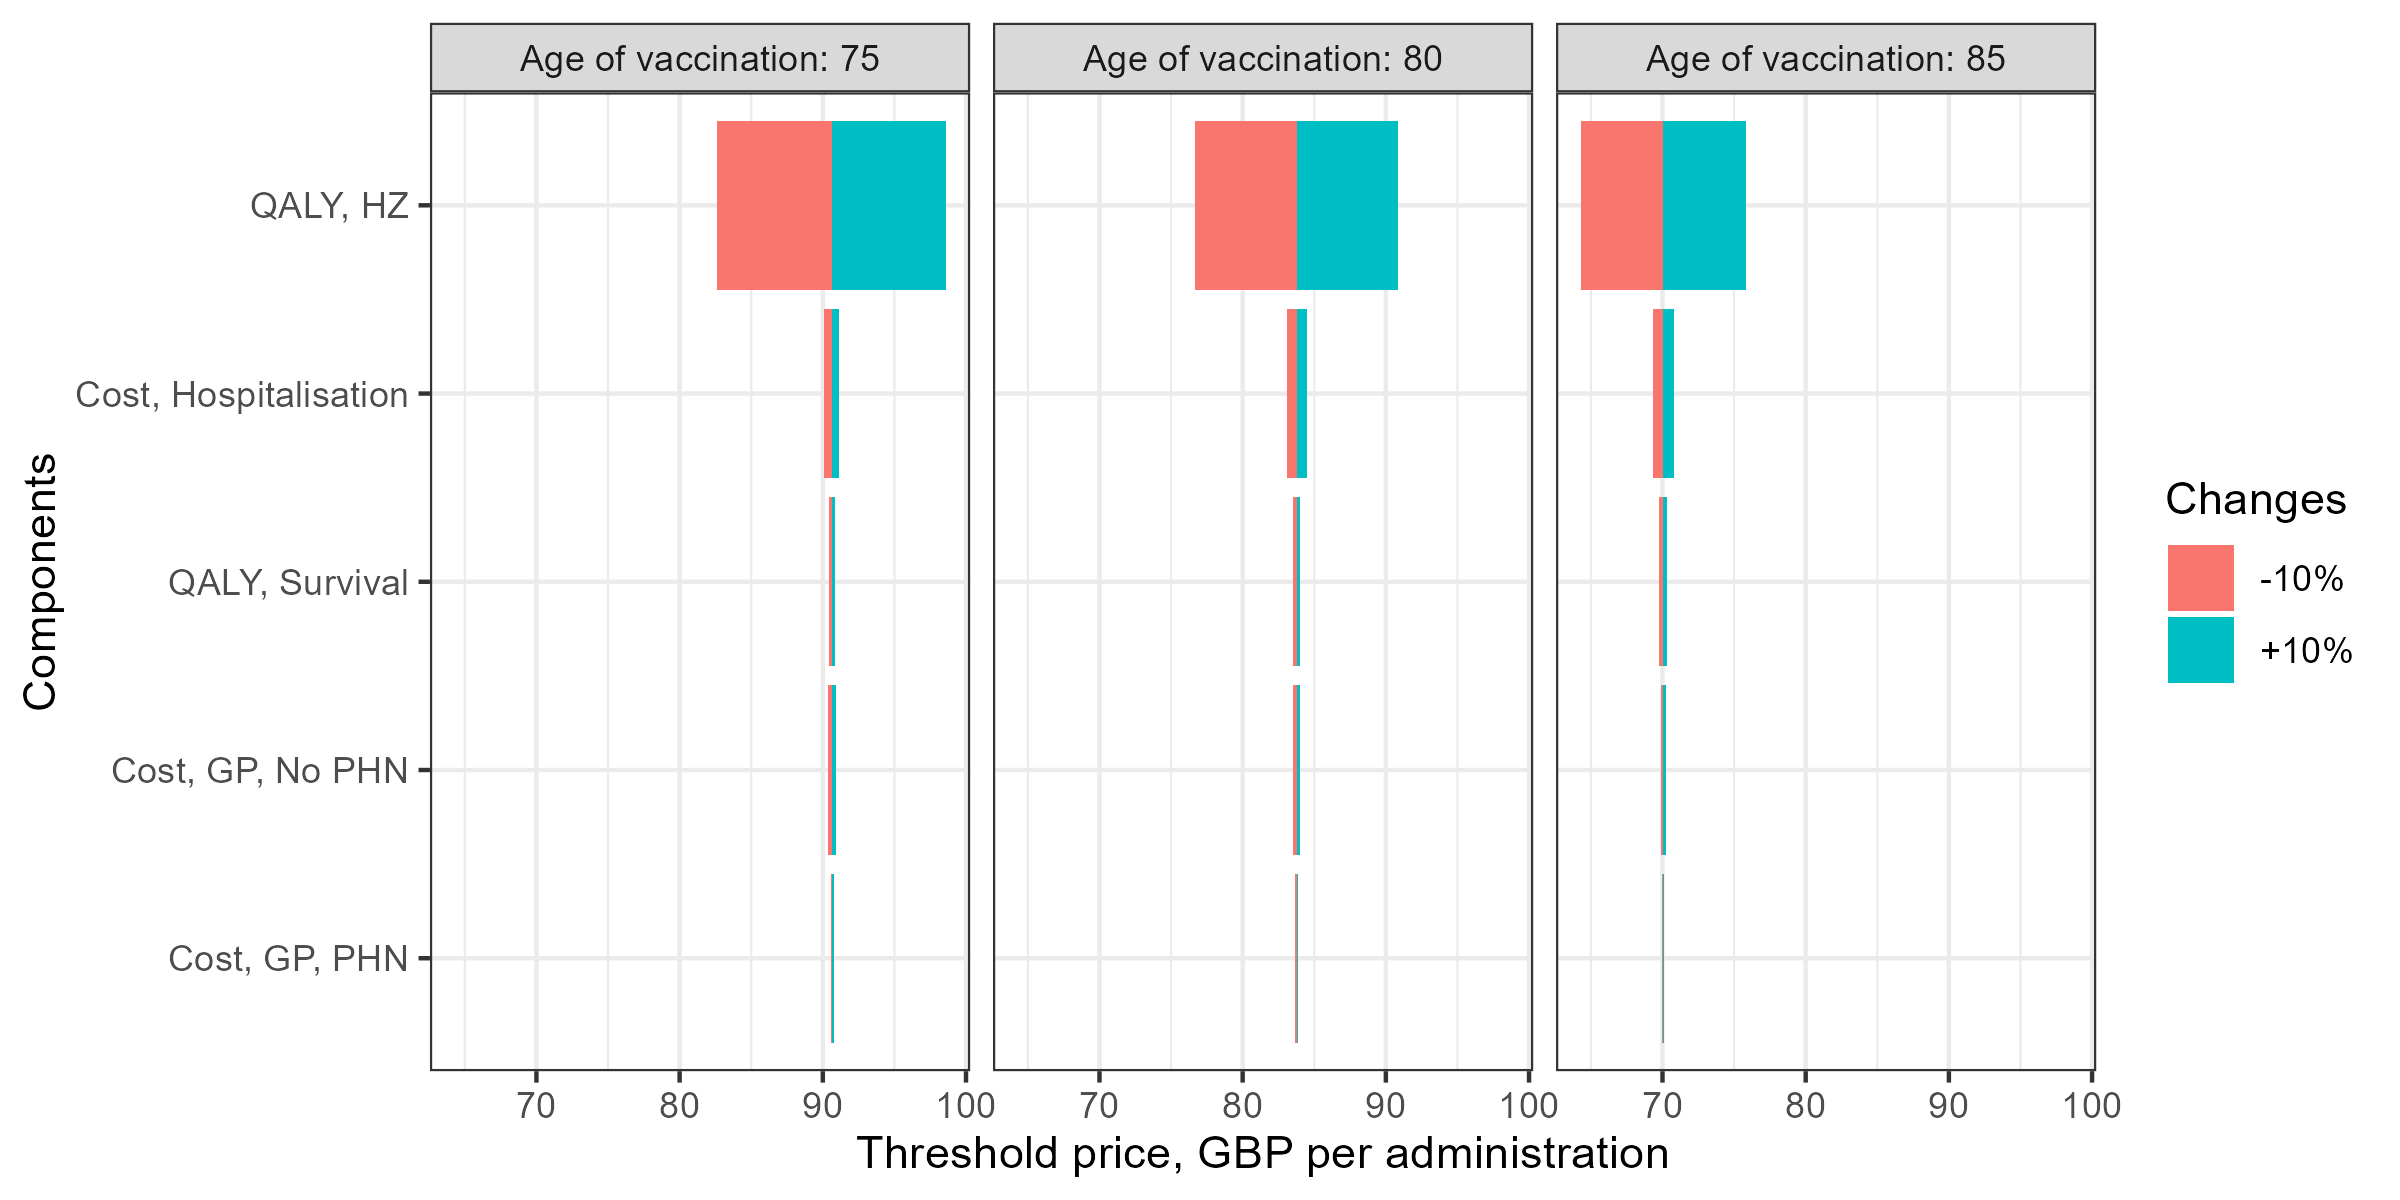 Age of vaccination: 75
Age of vaccination: 80
Age of vaccination: 85
QALY, HZ
Cost, Hospitalisation
QALY, Survival
Cost, GP, No PHN
Cost, GP, PHN
Components
70 80 90 100 70 80 90 100 70 80 90 100
Threshold price, GBP per administration
Changes
-10%
+10%